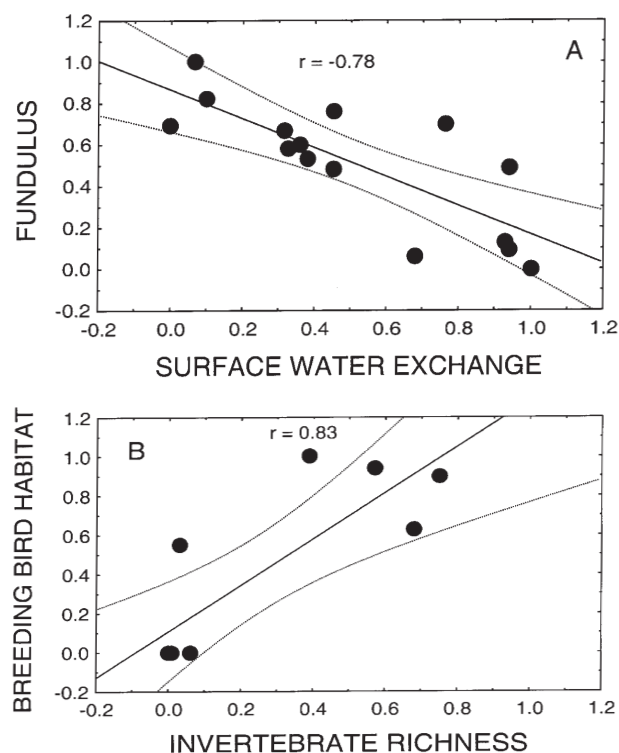 A
r = -0.78
FUNDULUS
1.2
1.0
0.8
0.6
0.4
0.2
0.0
-0.2
-0.2 0.0 0.2 0.4 0.6 0.8 1.0 1.2
SURFACE WATER EXCHANGE
B
r = 0.83
BREEDING BIRD HABITAT
1.2
1.0
0.8
0.6
0.4
0.2
0.0
-0.2
-0.2 0.0 0.2 0.4 0.6 0.8 1.0 1.2
INVERTEBRATE RICHNESS